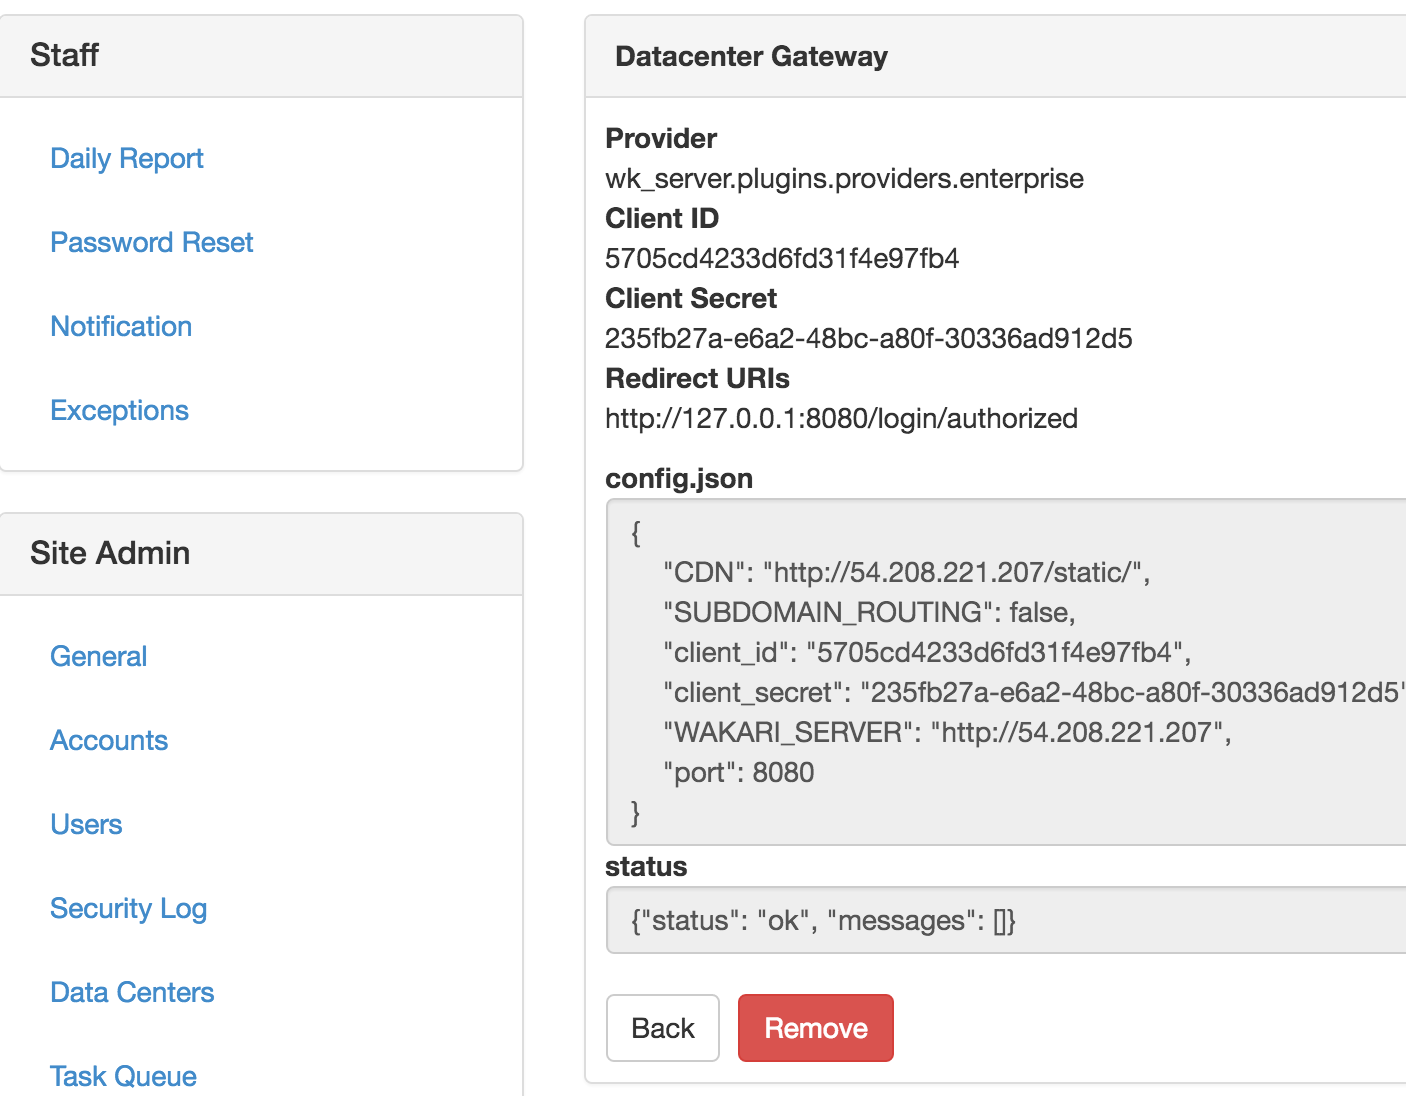 Staff
Daily Report
Password Reset
Notification
Exceptions
Site Admin
General
Accounts
Users
Security Log
Data Centers
Task Queue
Datacenter Gateway
Provider
wk_server.plugins.providers.enterprise
Client ID
5705cd4233d6fd31f4e97fb4
Client Secret
235fb27a-e6a2-48bc-a80f-30336ad912d5
Redirect URIs
http://127.0.0.1:8080/login/authorized
config.json
{
"CDN": "http://54.208.221.207/static/",
"SUBDOMAIN_ROUTING": false,
"client_id": "5705cd4233d6fd31f4e97fb4",
"client_secret": "235fb27a-e6a2-48bc-a80f-30336ad912d5"
"WAKARI_SERVER": "http://54.208.221.207",
"port": 8080
}
status
{"status": "ok", "messages": []}
Back
Remove